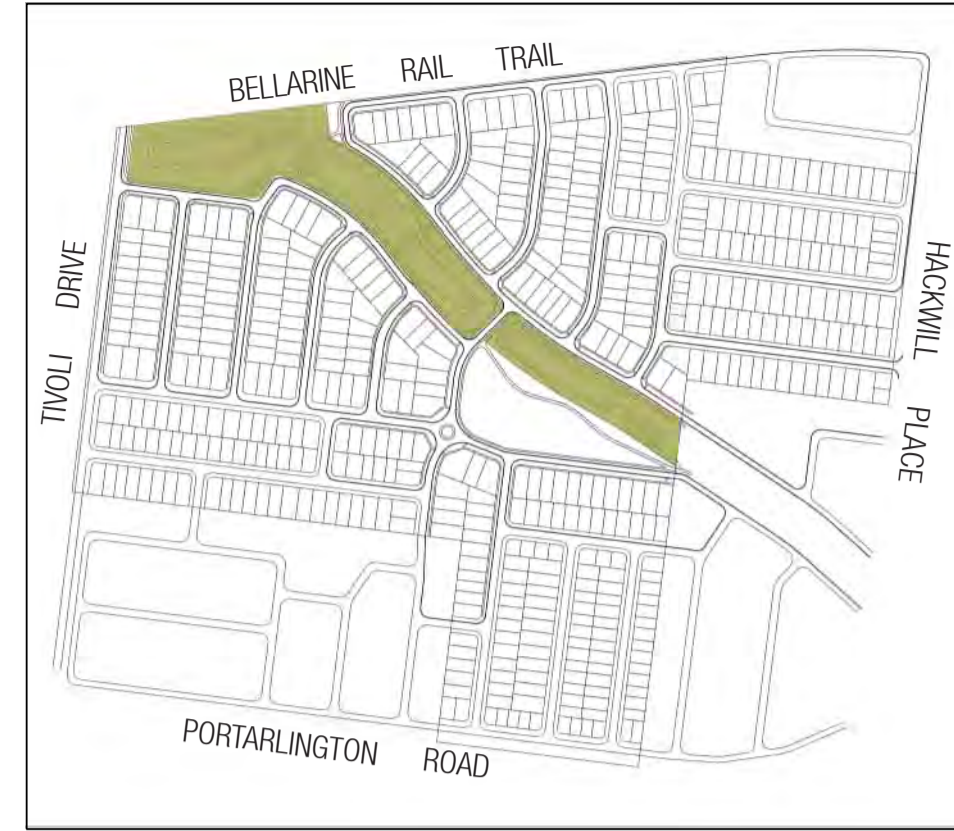 BELLARINE RAIL TRAIL
TIVOLI DRIVE
HACKWILL PLACE
PORTARLINGTON ROAD